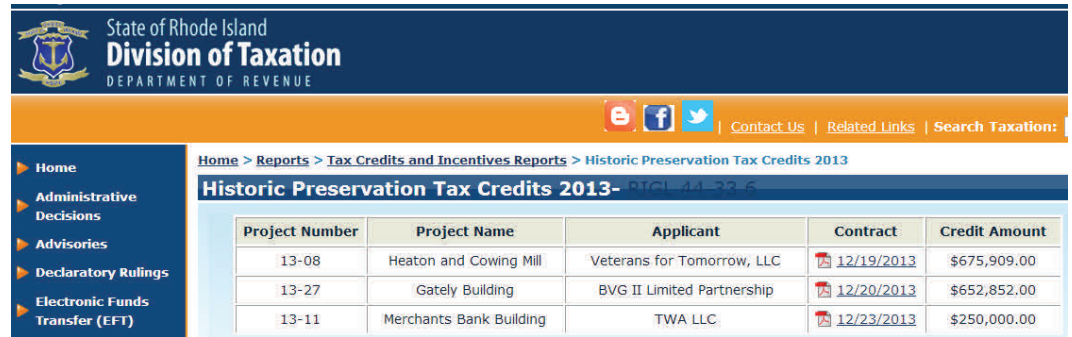 State of Rhode Island
Division of Taxation
DEPARTMENT OF REVENUE
| Contact Us | Related Links | Search Taxation:
Home
Administrative
Decisions
Advisories
Declaratory Rulings
Electronic Funds
Transfer (EFT)
Home > Reports > Tax Credits and Incentives Reports > Historic Preservation Tax Credits 2013
Historic Preservation Tax Credits 2013- RIGL 44-33.6
Project Number Project Name Applicant Contract Credit Amount
13-08 Heaton and Cowing Mill Veterans for Tomorrow, LLC 12/19/2013 $675,909.00
13-27 Gately Building BVG II Limited Partnership 12/20/2013 $652,852.00
13-11 Merchants Bank Building TWA LLC 12/23/2013 $250,000.00